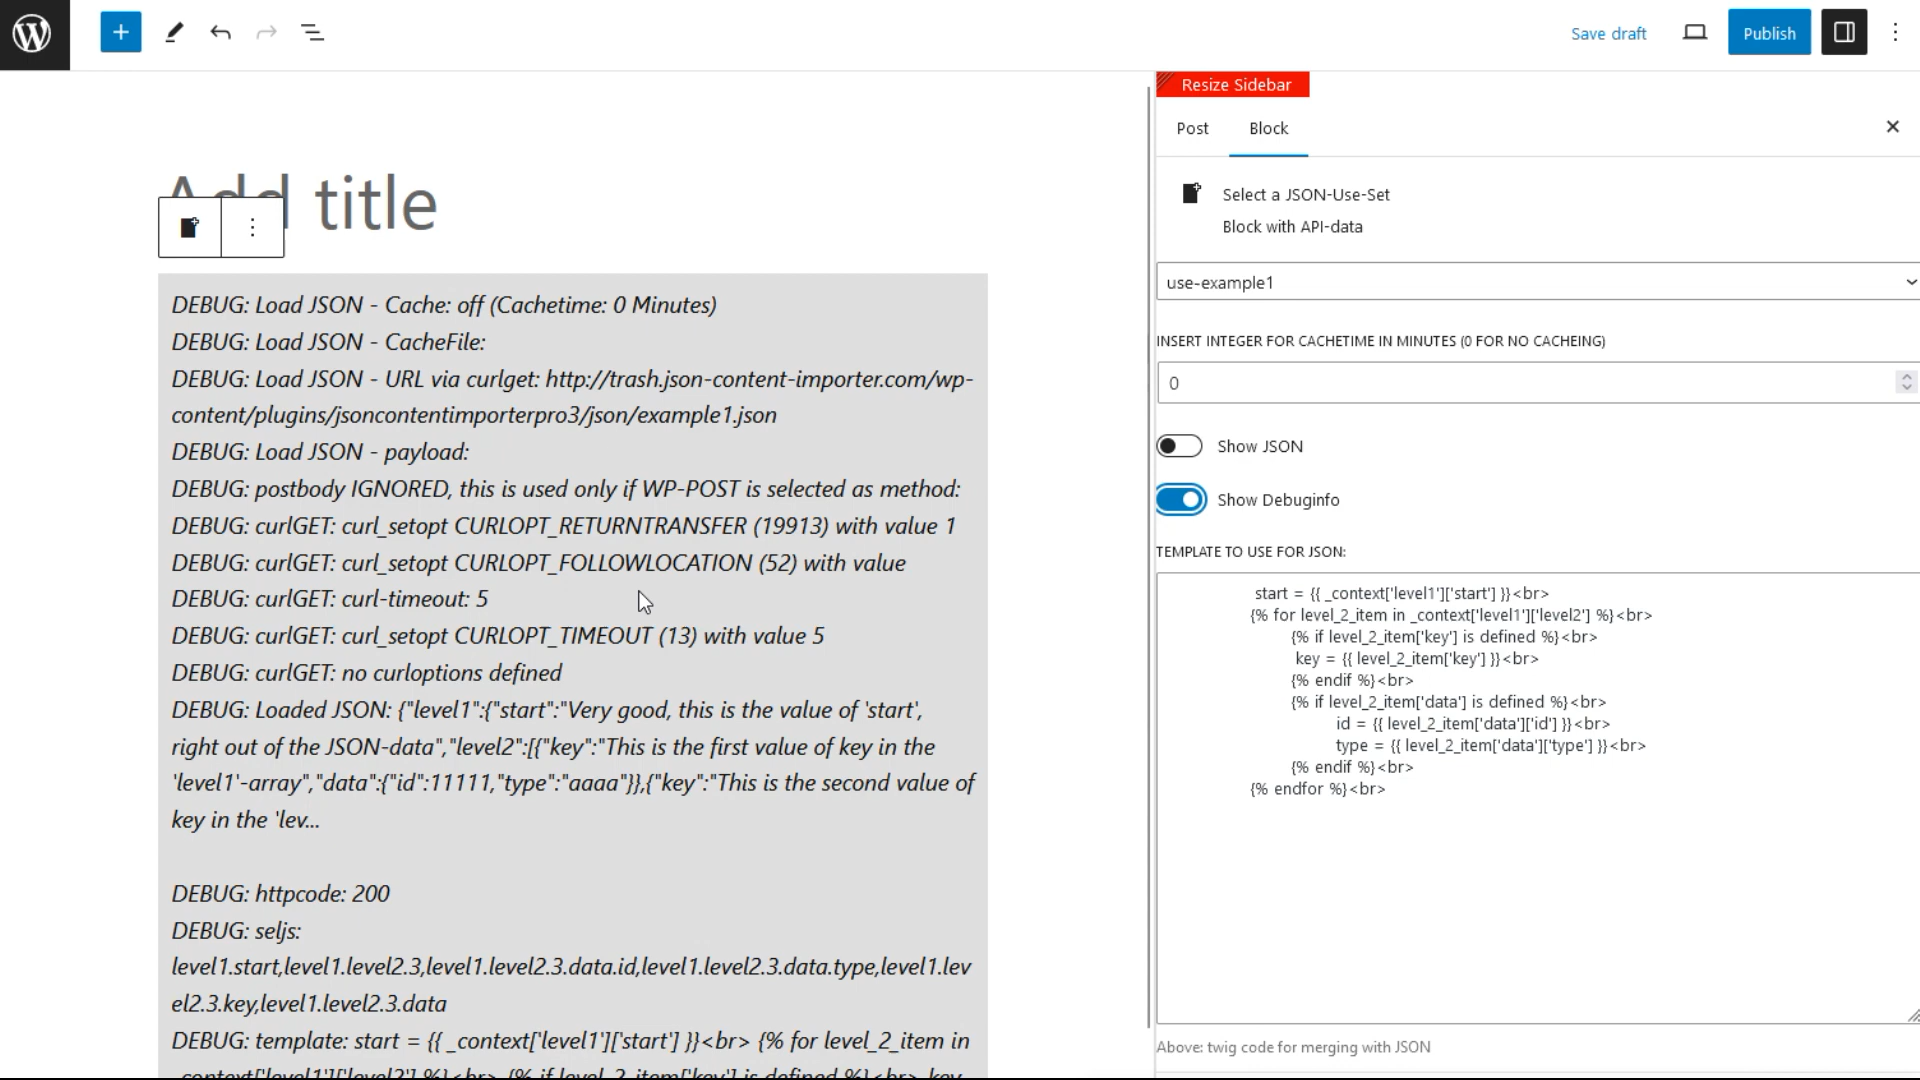 Save draft
Publish
Resize Sidebar
Post
Block
Add title
Select a JSON-Use-Set
Block with API-data
use-example1
INSERT INTEGER FOR CACHETIME IN MINUTES (0 FOR NO CACHEING)
0
Show JSON
Show Debuginfo
TEMPLATE TO USE FOR JSON:
start = {{ _context['level1']['start'] }}<br>
{% for level_2_item in _context['level1']['level2'] %}<br>
{% if level_2_item['key'] is defined %}<br>
key = {{ level_2_item['key'] }}<br>
{% endif %}<br>
{% if level_2_item['data'] is defined %}<br>
id = {{ level_2_item['data']['id'] }}<br>
type = {{ level_2_item['data']['type'] }}<br>
{% endif %}<br>
{% endfor %}<br>
Above: twig code for merging with JSON
DEBUG: Load JSON - Cache: off (Cachetime: 0 Minutes)
DEBUG: Load JSON - CacheFile:
DEBUG: Load JSON - URL via curlget: http://trash.json-content-importer.com/wp-
content/plugins/jsoncontentimporterpro3/json/example1.json
DEBUG: Load JSON - payload:
DEBUG: postbody IGNORED, this is used only if WP-POST is selected as method:
DEBUG: curlGET: curl_setopt CURLOPT_RETURNTRANSFER (19913) with value 1
DEBUG: curlGET: curl_setopt CURLOPT_FOLLOWLOCATION (52) with value
DEBUG: curlGET: curl-timeout: 5
DEBUG: curlGET: curl_setopt CURLOPT_TIMEOUT (13) with value 5
DEBUG: curlGET: no curloptions defined
DEBUG: Loaded JSON: {"level1":{"start":"Very good, this is the value of 'start',
right out of the JSON-data","level2":[{"key":"This is the first value of key in the
'level1'-array","data":{"id":11111,"type":"aaaa"}},{"key":"This is the second value of
key in the 'lev...
DEBUG: httpcode: 200
DEBUG: seljs:
level1.start,level1.level2.3,level1.level2.3.data.id,level1.level2.3.data.type,level1.lev
el2.3.key,level1.level2.3.data
DEBUG: template: start = {{ _context['level1']['start'] }}<br> {% for level_2_item in
_context['level1']['level2'] %}<br> {% if level_2_item['key'] is defined %}<br> key